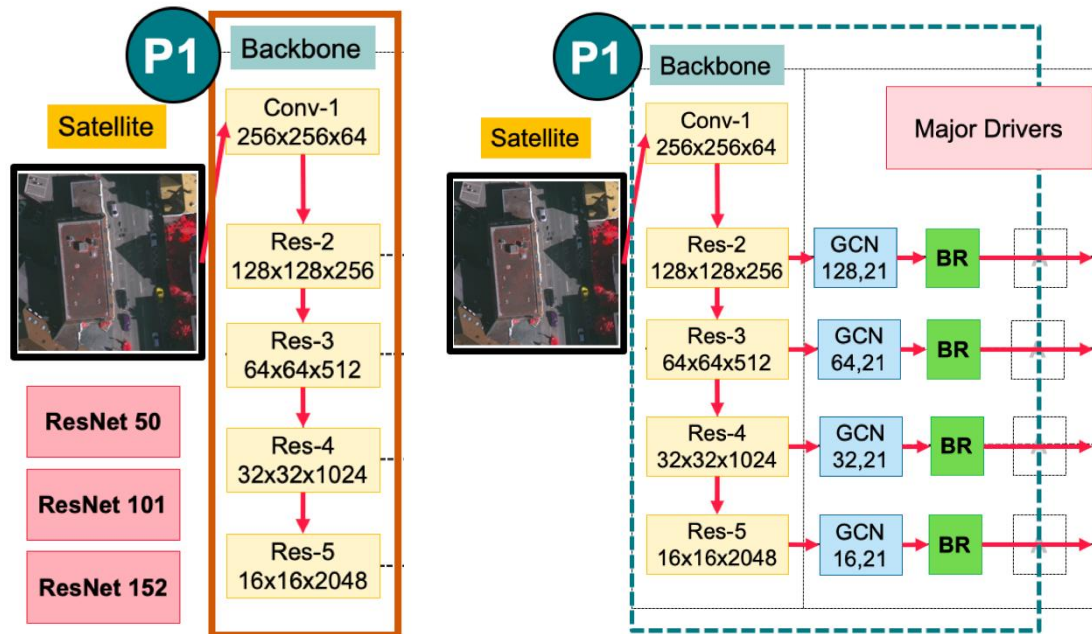 P1
Backbone
Satellite
Conv-1
256x256x64
Res-2
128x128x256
Res-3
64x64x512
Res-4
32x32x1024
Res-5
16x16x2048
ResNet 50
ResNet 101
ResNet 152
P1
Backbone
Satellite
Major Drivers
Conv-1
256x256x64
Res-2
128x128x256
GCN
128,21
BR
A
Res-3
64x64x512
GCN
64,21
BR
A
Res-4
32x32x1024
GCN
32,21
BR
A
Res-5
16x16x2048
GCN
16,21
BR
A